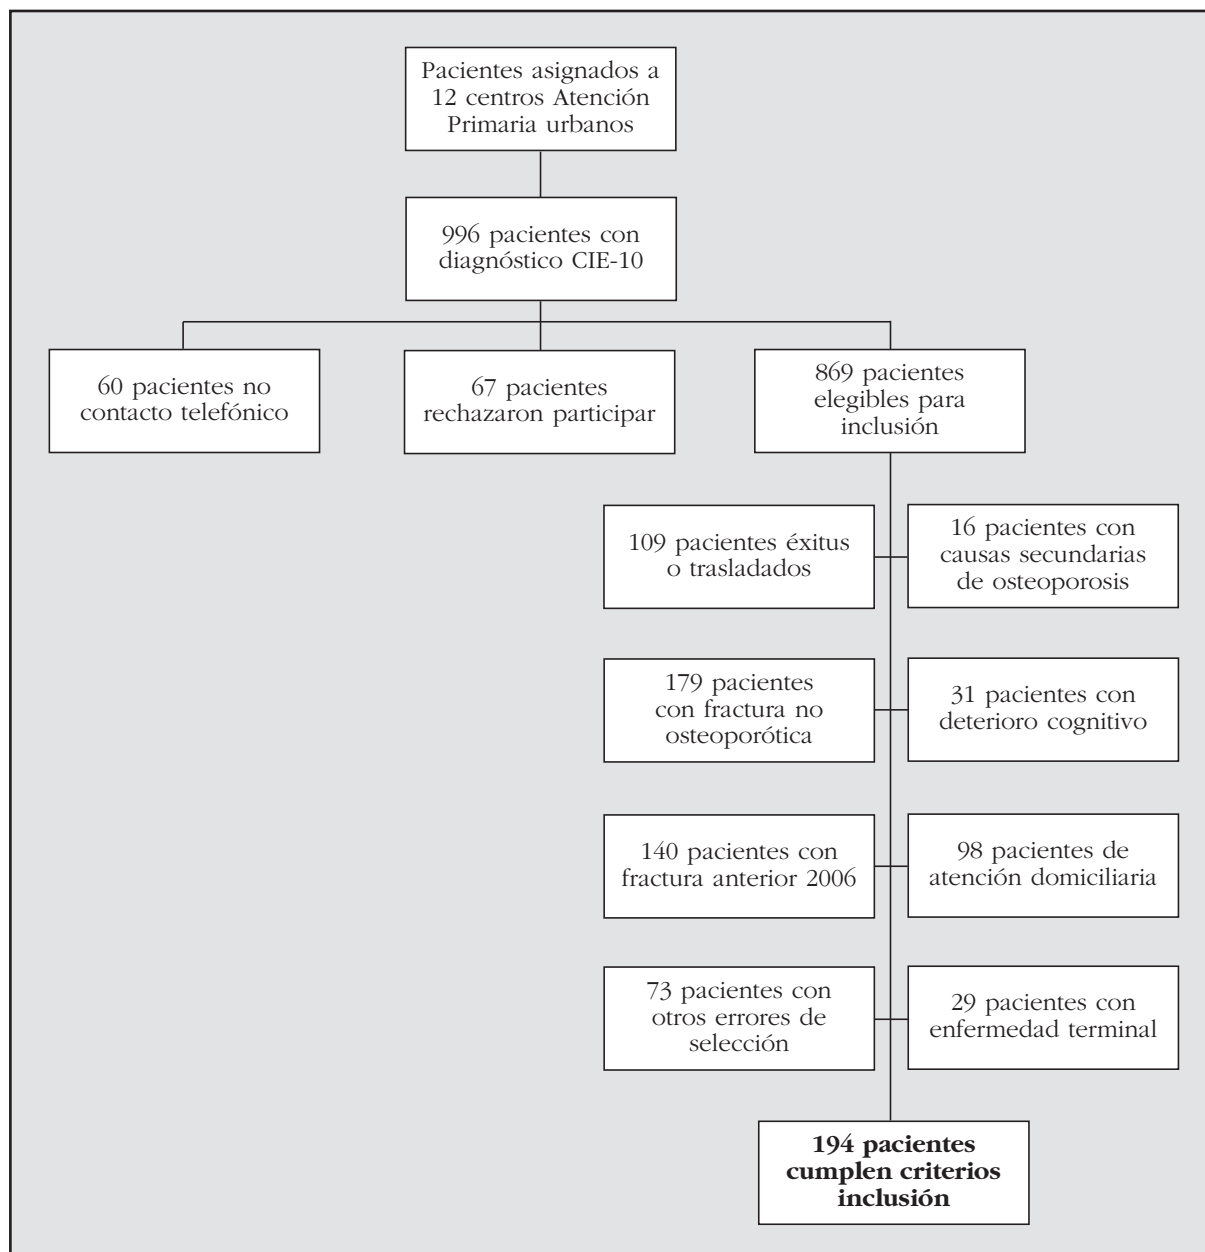 Pacientes asignados a
12 centros Atención
Primaria urbanos
996 pacientes con
diagnóstico CIE-10
60 pacientes no
contacto telefónico
67 pacientes
rechazaron participar
869 pacientes
elegibles para
inclusión
109 pacientes éxitus
o trasladados
16 pacientes con
causas secundarias
de osteoporosis
179 pacientes
con fractura no
osteoporótica
31 pacientes con
deterioro cognitivo
140 pacientes con
fractura anterior 2006
98 pacientes de
atención domiciliaria
73 pacientes con
otros errores de
selección
29 pacientes con
enfermedad terminal
194 pacientes
cumplen criterios
inclusión